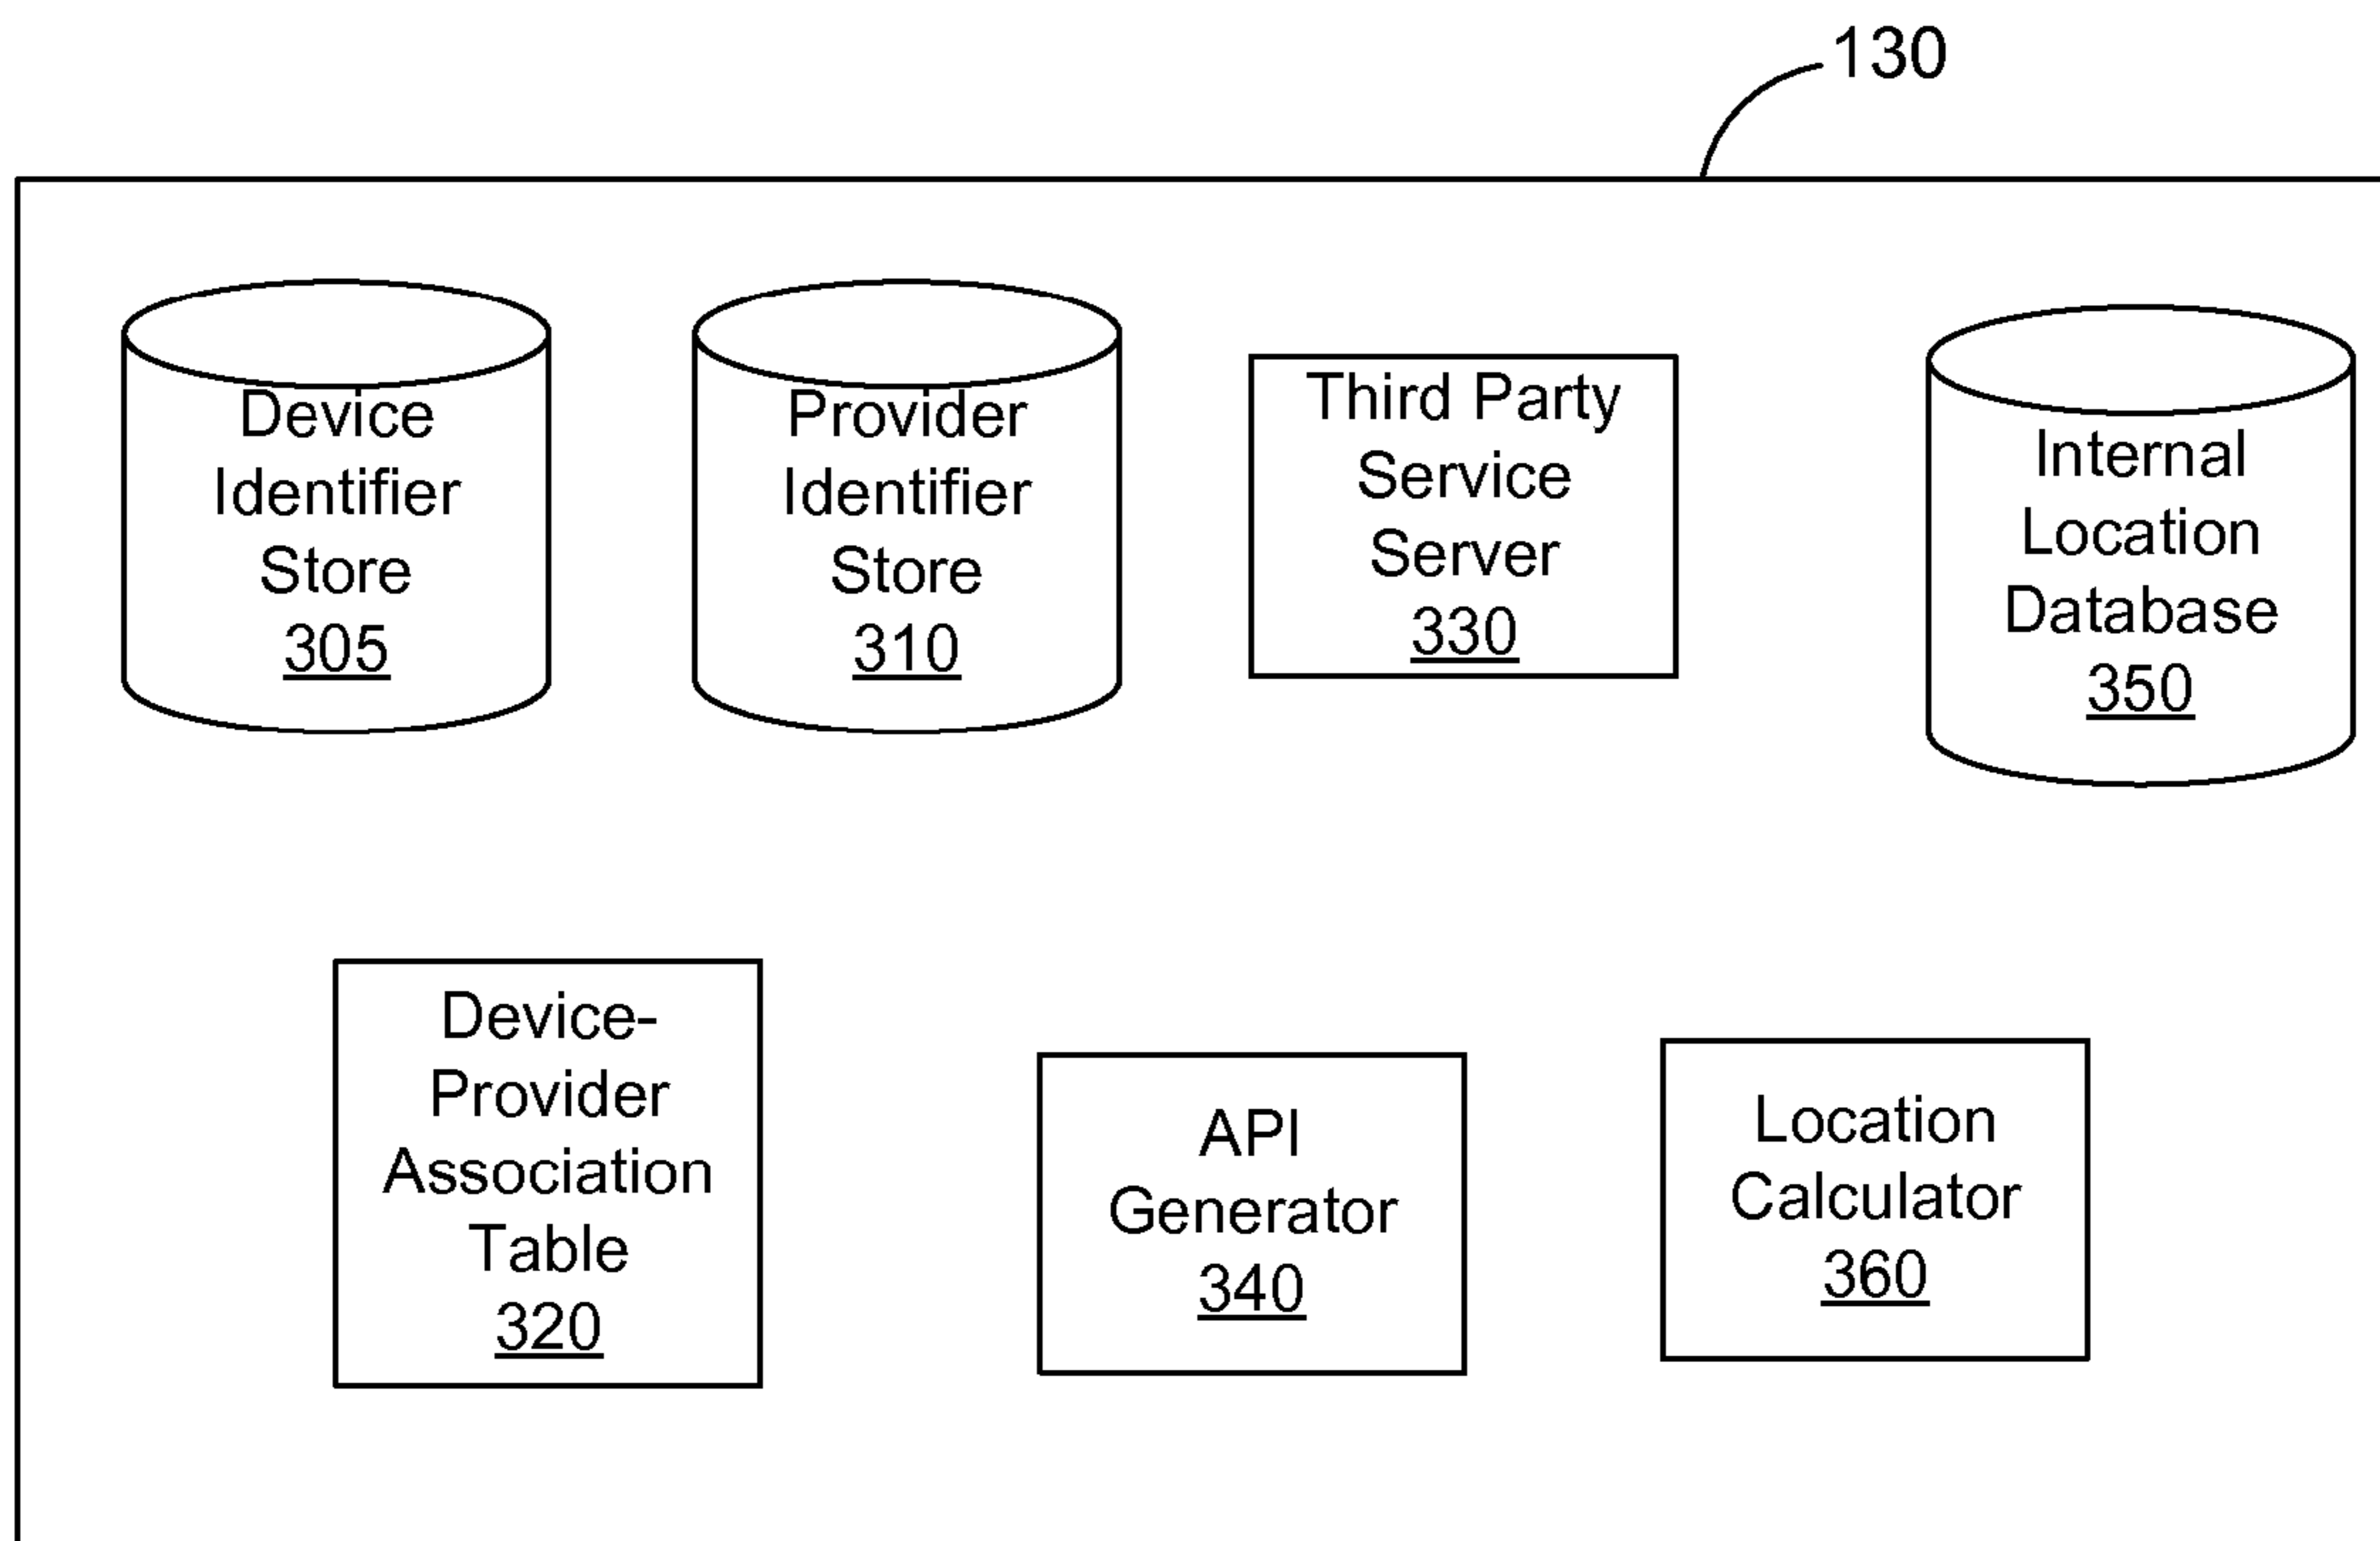 130
Device
Identifier
Store
305
Provider
Identifier
Store
310
Third Party
Service
Server
330
Internal
Location
Database
350
Device-
Provider
Association
Table
320
API
Generator
340
Location
Calculator
360